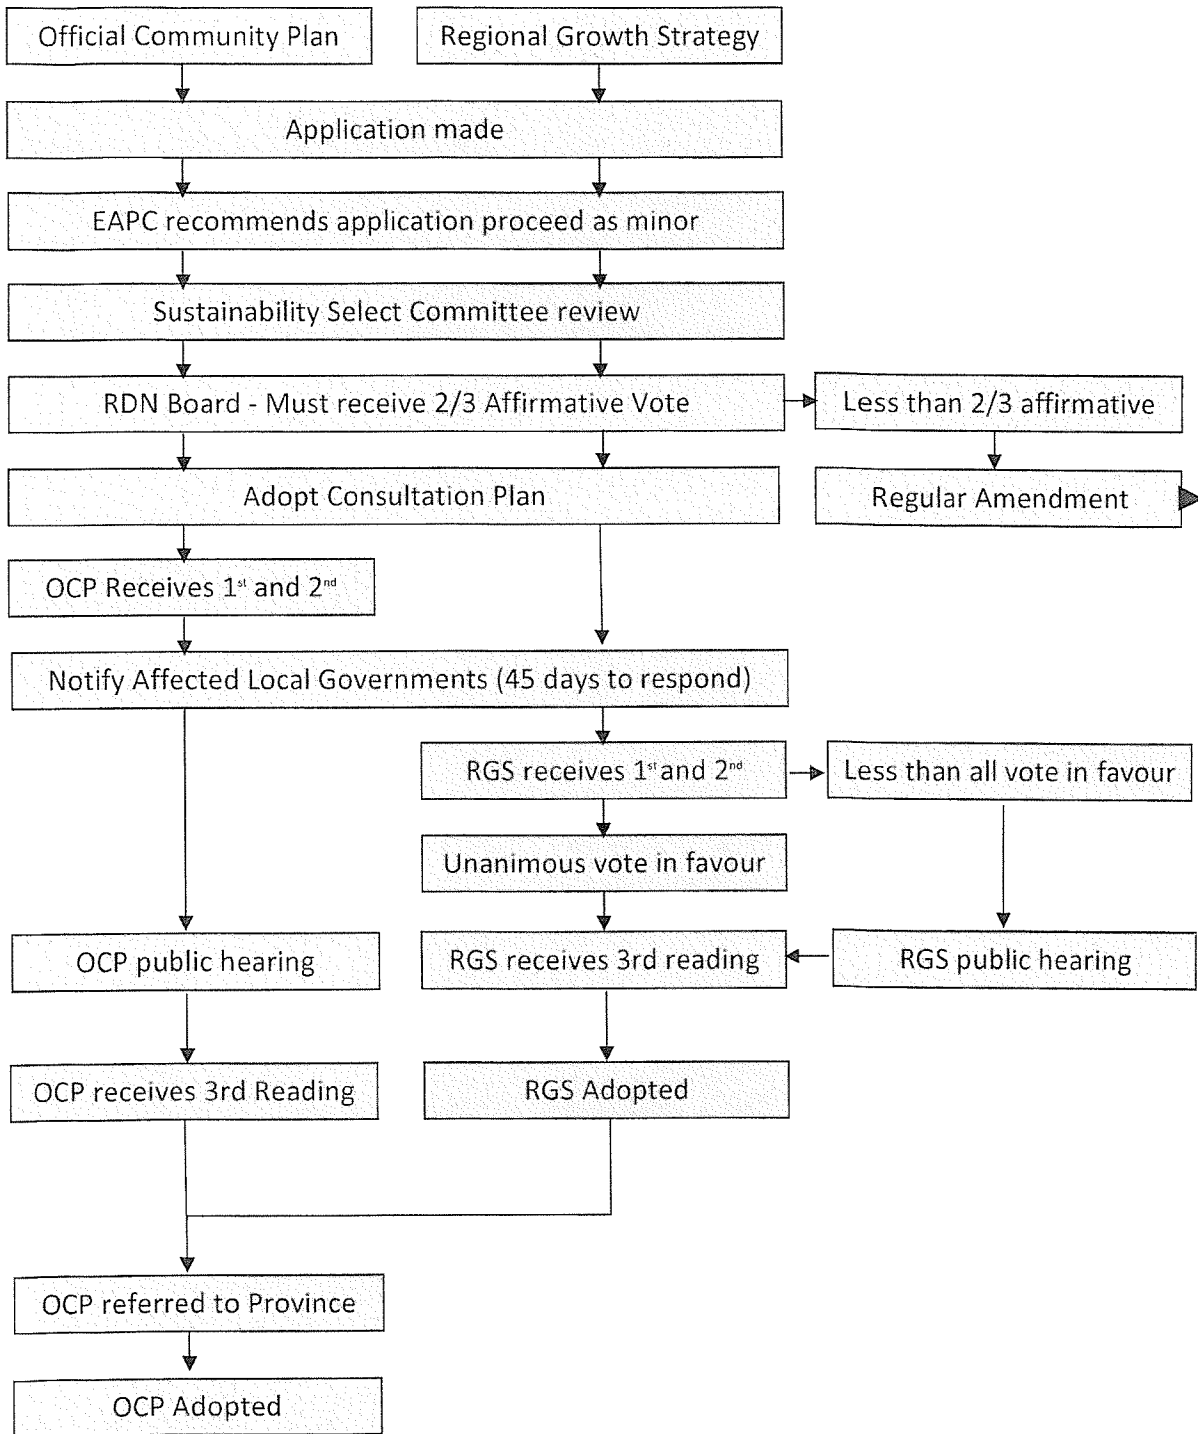 Official Community Plan
Regional Growth Strategy
Application made
EAPC recommends application proceed as minor
Sustainability Select Committee review
RDN Board - Must receive 2/3 Affirmative Vote
Less than 2/3 affirmative
Adopt Consultation Plan
Regular Amendment
OCP Receives 1st and 2nd
Notify Affected Local Governments (45 days to respond)
RGS receives 1st and 2nd
Less than all vote in favour
Unanimous vote in favour
OCP public hearing
RGS receives 3rd reading
RGS public hearing
OCP receives 3rd Reading
RGS Adopted
OCP referred to Province
OCP Adopted